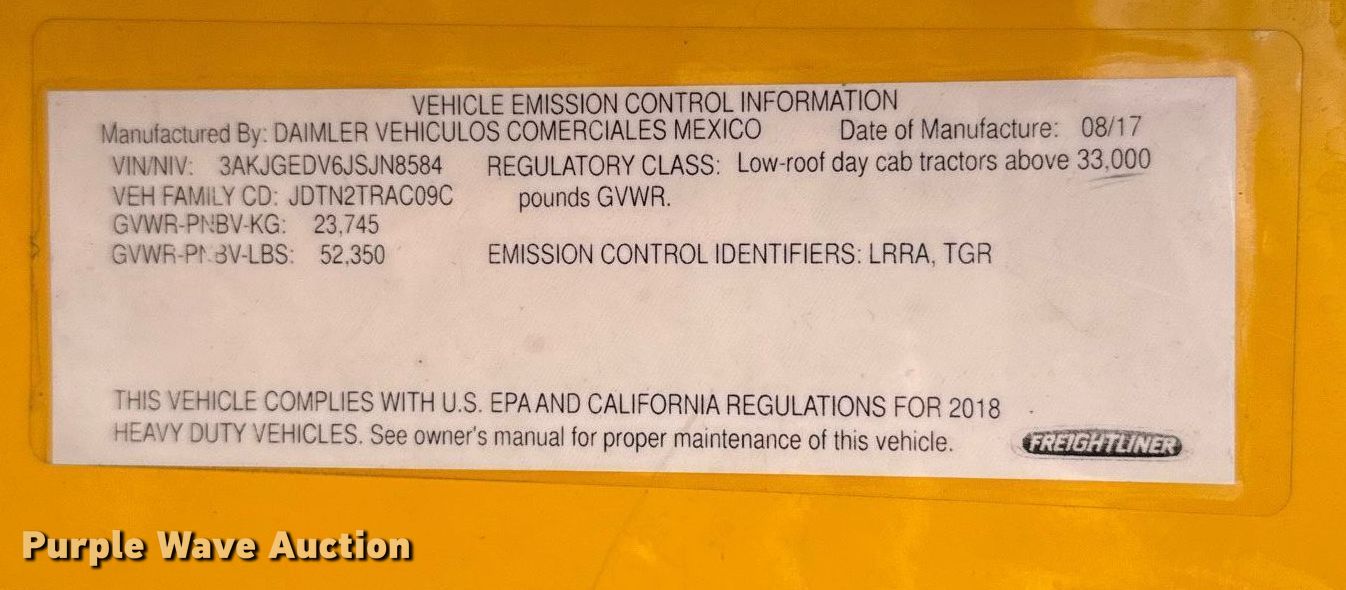 VEHICLE EMISSION CONTROL INFORMATION
Manufactured By: DAIMLER VEHICULOS COMERCIALES MEXICO Date of Manufacture: 08/17
VIN/NIV: 3AKJGEDV6JSJN8584 REGULATORY CLASS: Low-roof day cab tractors above 33,000
VEH FAMILY CD: JDTN2TRAC09C pounds GVWR.
GVWR-PNBV-KG: 23,745
GVWR-PNBV-LBS: 52,350 EMISSION CONTROL IDENTIFIERS: LRRA, TGR
THIS VEHICLE COMPLIES WITH U.S. EPA AND CALIFORNIA REGULATIONS FOR 2018
HEAVY DUTY VEHICLES. See owner's manual for proper maintenance of this vehicle.
FREIGHTLINER
Purple Wave Auction